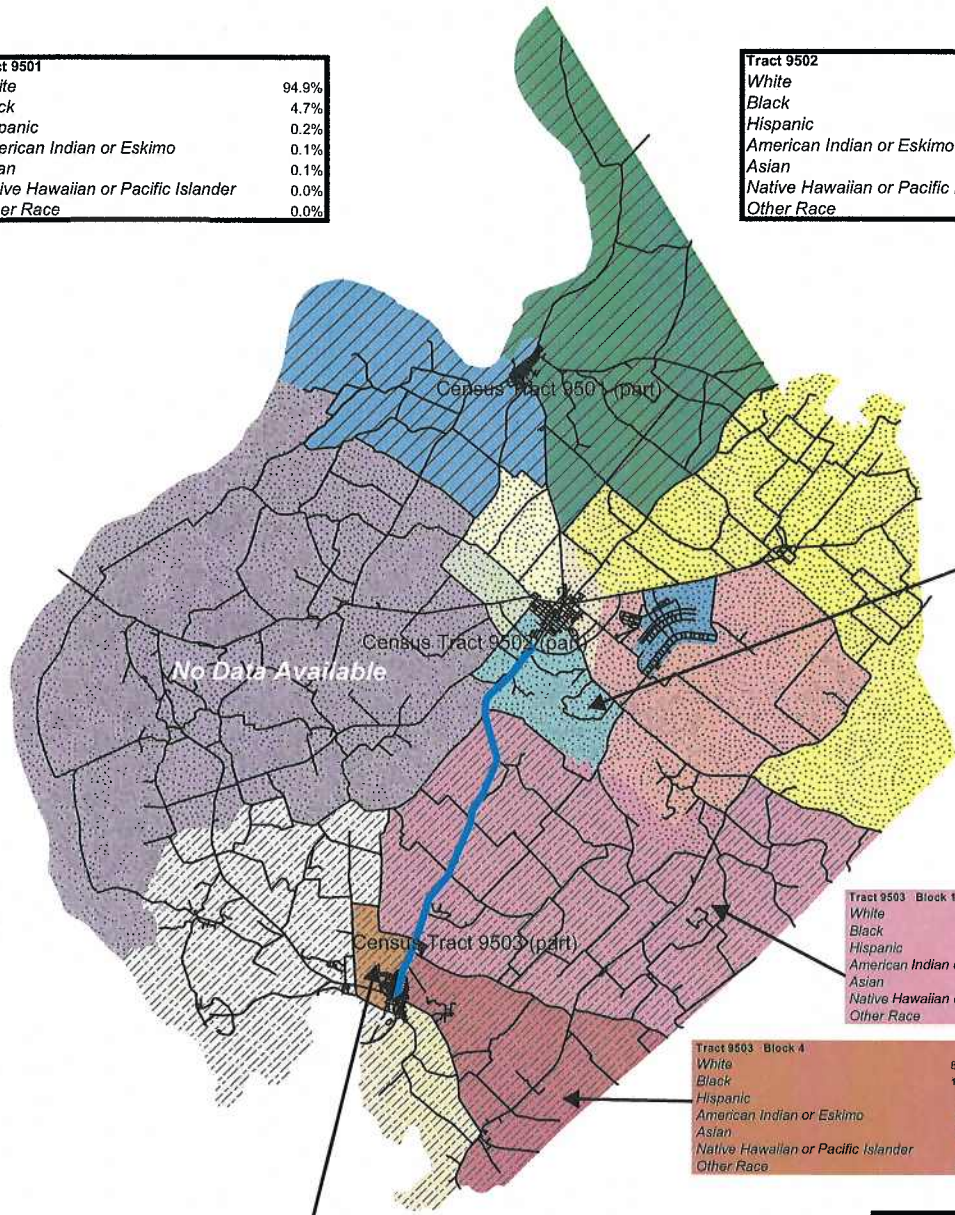 ct 9501
ite 94.9%
ck 4.7%
panic 0.2%
erican Indian or Eskimo 0.1%
an 0.1%
ive Hawaiian or Pacific Islander 0.0%
er Race 0.0%
Tract 9502
White
Black
Hispanic
American Indian or Eskimo
Asian
Native Hawaiian or Pacific
Other Race
Census Tract 9501 (part)
Census Tract 9502 (part)
No Data Available
Census Tract 9503 (part)
Tract 9503 Block 1
White
Black
Hispanic
American Indian
Asian
Native Hawaiian
Other Race
Tract 9503 Block 4
White
Black
Hispanic
American Indian or Eskimo
Asian
Native Hawaiian or Pacific Islander
Other Race